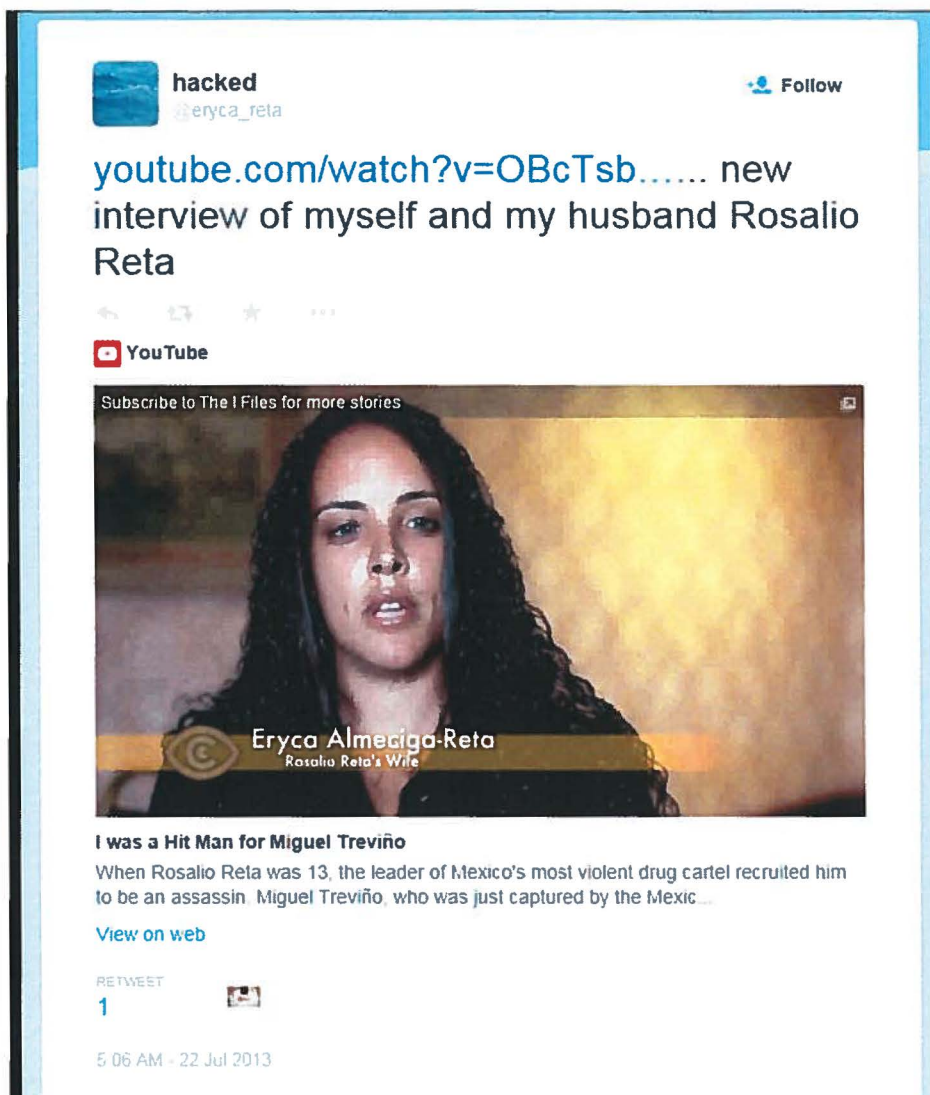 hacked
@eryca_reta
Follow
youtube.com/watch?v=OBcTsb...... new
interview of myself and my husband Rosalio
Reta
YouTube
Subscribe to The I Files for more stories
Eryca Almeciga-Reta
Rosalio Reta's Wife
I was a Hit Man for Miguel Treviño
When Rosalio Reta was 13, the leader of Mexico's most violent drug cartel recruited him
to be an assassin. Miguel Treviño, who was just captured by the Mexic...
View on web
RETWEET
1
5:06 AM - 22 Jul 2013